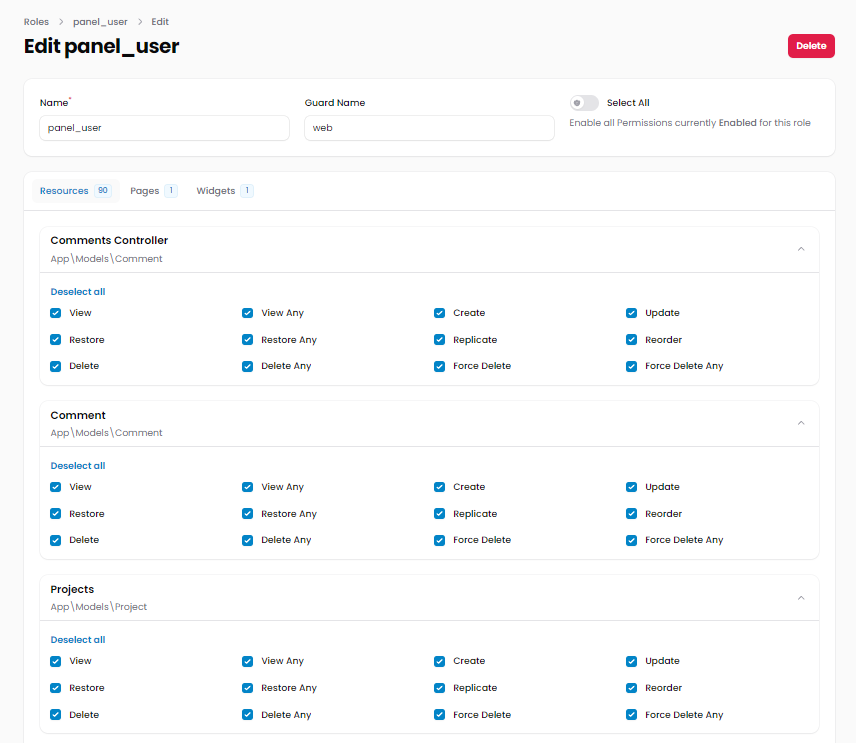 Roles > panel_user > Edit
Edit panel_user
Delete
Name*
Guard Name
Select All
panel_user
web
Enable all Permissions currently Enabled for this role
Resources 90 Pages 1 Widgets 1
Comments Controller
App\Models\Comment
Deselect all
View View Any Create Update
Restore Restore Any Replicate Reorder
Delete Delete Any Force Delete Force Delete Any
Comment
App\Models\Comment
Deselect all
View View Any Create Update
Restore Restore Any Replicate Reorder
Delete Delete Any Force Delete Force Delete Any
Projects
App\Models\Project
Deselect all
View View Any Create Update
Restore Restore Any Replicate Reorder
Delete Delete Any Force Delete Force Delete Any